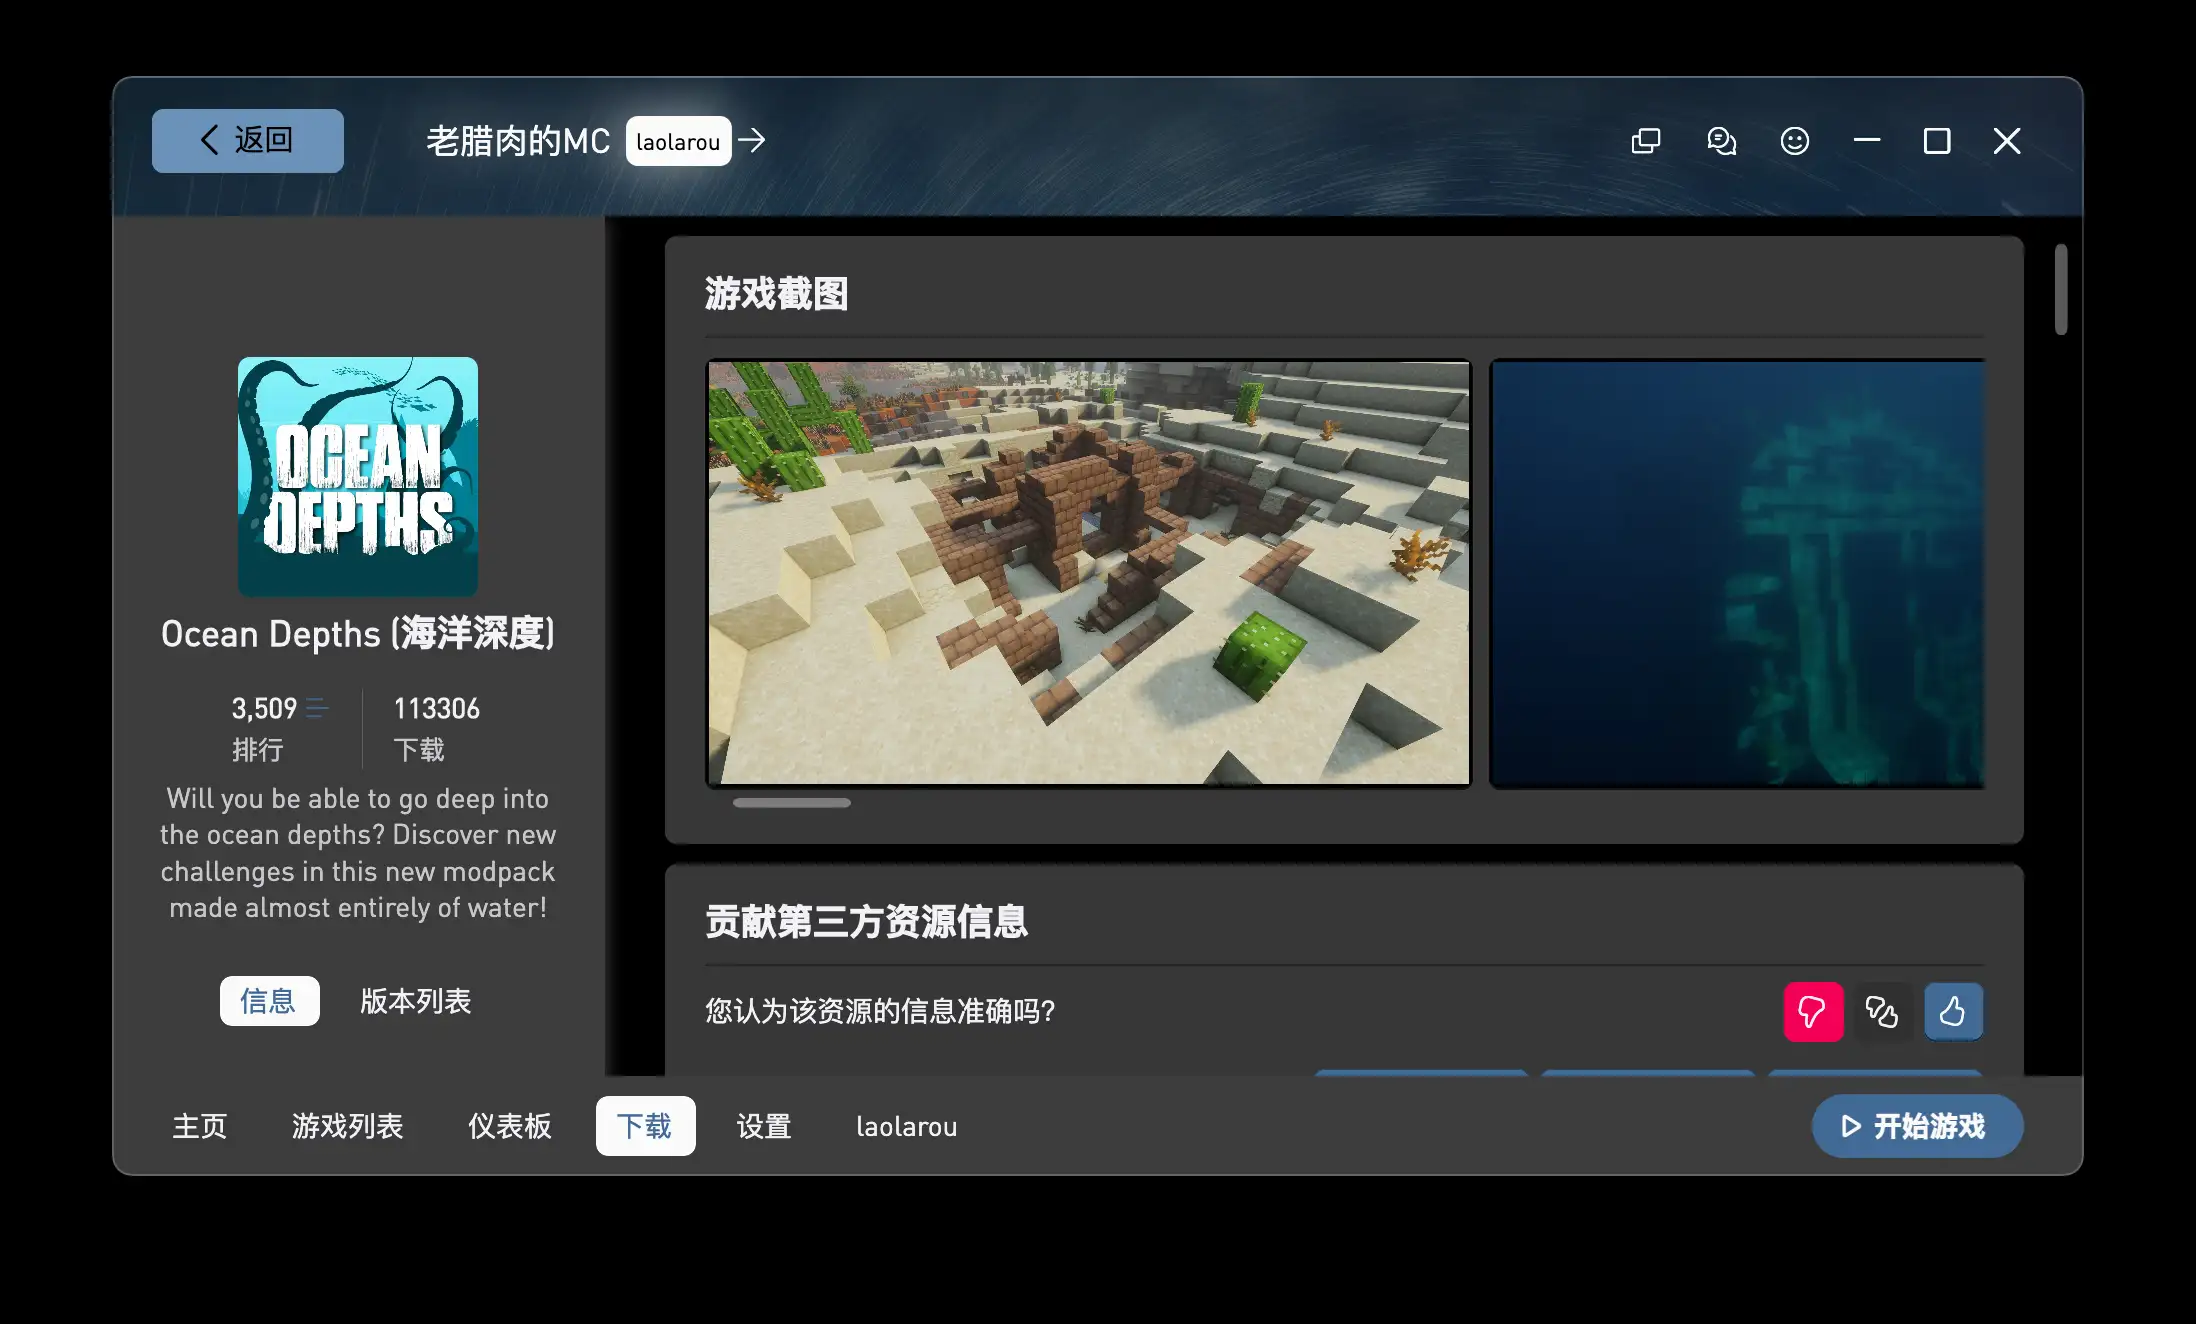 返回
老腊肉的MC laolarou
游戏截图
OCEAN
DEPTHS
Ocean Depths (海洋深度)
3,509
排行
113306
下载
Will you be able to go deep into
the ocean depths? Discover new
challenges in this new modpack
made almost entirely of water!
信息 版本列表
贡献第三方资源信息
您认为该资源的信息准确吗?
主页 游戏列表 仪表板 下载 设置 laolarou
开始游戏